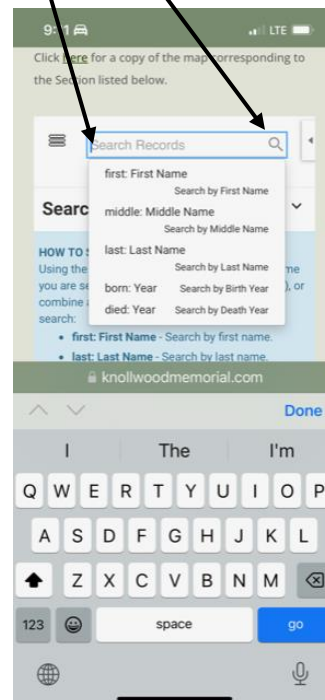 9: 1 LTE
Click here for a copy of the map corresponding to
the Section listed below.
Search Records
first: First Name
Search by First Name
Searc middle: Middle Name
Search by Middle Name
HOW TO S last: Last Name
Using the Search by Last Name me
you are se born: Year Search by Birth Year ), or
combine a
died: Year Search by Death Year
search:
• first: First Name - Search by first name.
• last: Last Name - Search by last name.
knollwoodmemorial.com
Done
I The I'm
Q W E R T Y U I O P
A S D F G H J K L
Z X C V B N M
123 space go